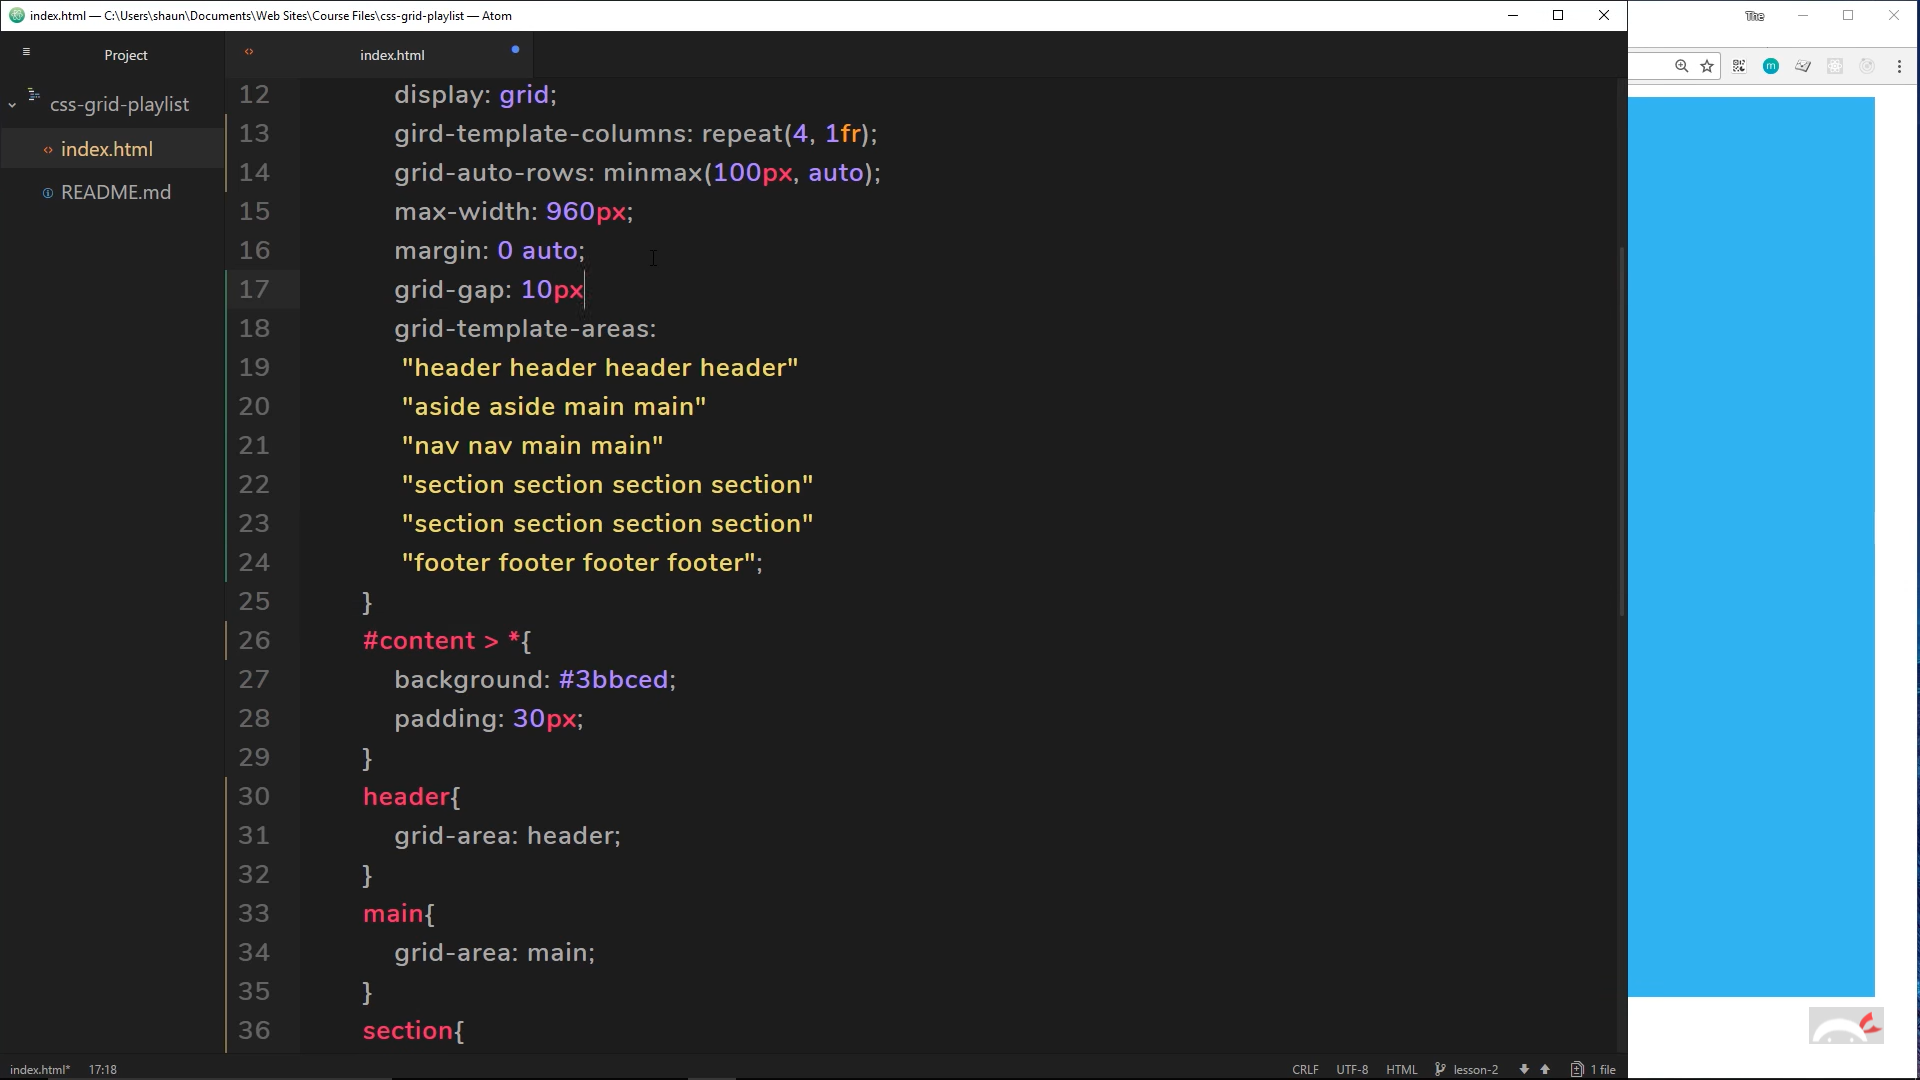 index.html — C:\Users\shaun\Documents\Web Sites\Course Files\css-grid-playlist — Atom
The
Project
index.html
css-grid-playlist
index.html
README.md
12 display: grid;
13 gird-template-columns: repeat(4, 1fr);
14 grid-auto-rows: minmax(100px, auto);
15 max-width: 960px;
16 margin: 0 auto;
17 grid-gap: 10px
18 grid-template-areas:
19 "header header header header"
20 "aside aside main main"
21 "nav nav main main"
22 "section section section section"
23 "section section section section"
24 "footer footer footer footer";
25 }
26 #content > *{
27 background: #3bbced;
28 padding: 30px;
29 }
30 header{
31 grid-area: header;
32 }
33 main{
34 grid-area: main;
35 }
36 section{
m
index.html* 17:18 CRLF UTF-8 HTML lesson-2 1 file